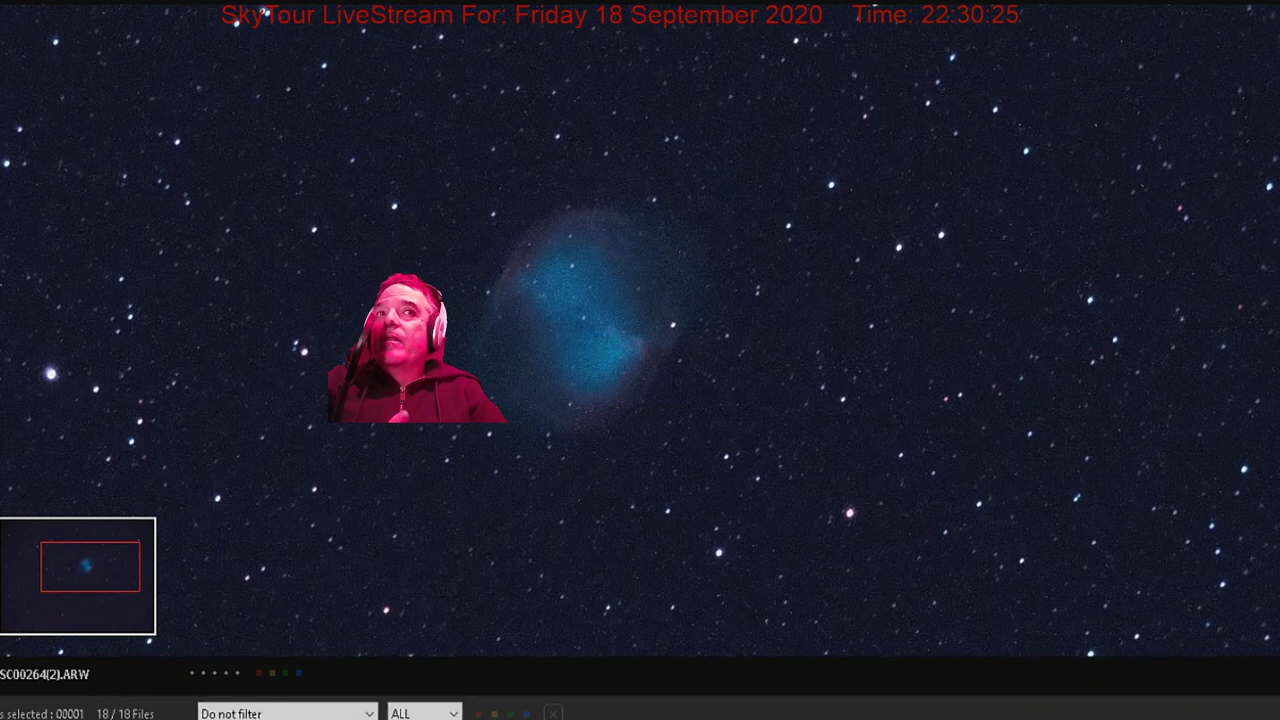 SkyTour LiveStream For: Friday 18 September 2020 Time: 22:30:25
SC00264(2).ARW
s selected : 00001 18 / 18 Files Do not filter ALL